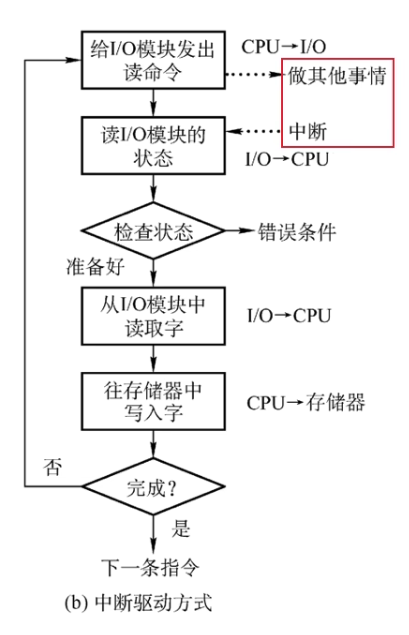 给I/O模块发出
读命令
CPU→I/O
做其他事情
读I/O模块的
状态
中断
I/O→CPU
检查状态
错误条件
准备好
从I/O模块中
读取字
I/O→CPU
往存储器中
写入字
CPU→存储器
否
完成?
是
下一条指令
(b) 中断驱动方式